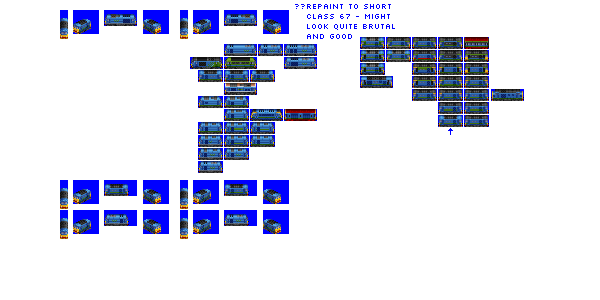 ??REPAINT TO SHORT
CLASS 67 - MIGHT
LOOK QUITE BRUTAL
AND GOOD